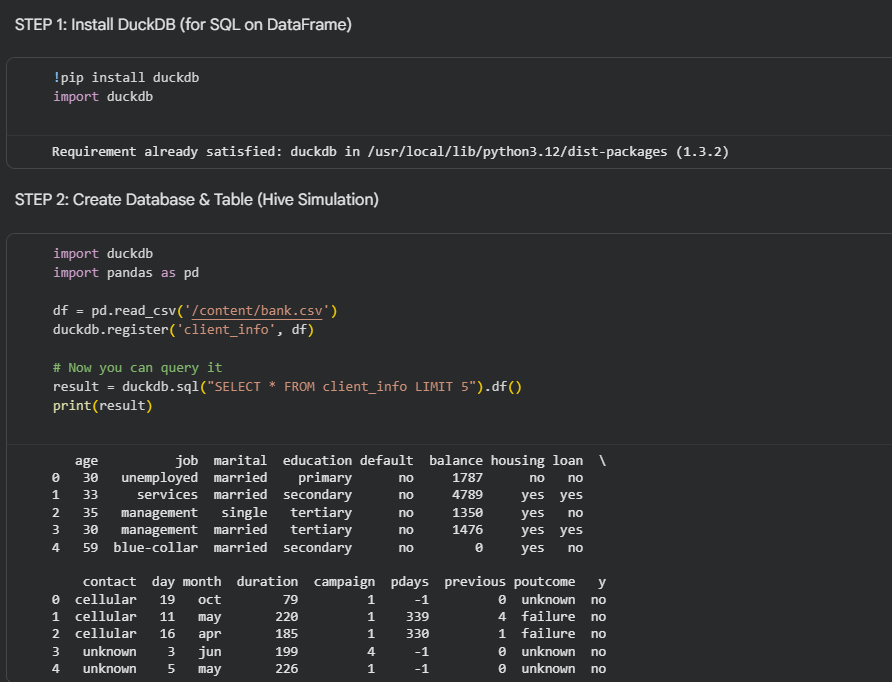 STEP 1: Install DuckDB (for SQL on DataFrame)
!pip install duckdb
import duckdb
Requirement already satisfied: duckdb in /usr/local/lib/python3.12/dist-packages (1.3.2)
STEP 2: Create Database & Table (Hive Simulation)
import duckdb
import pandas as pd
df = pd.read_csv('/content/bank.csv')
duckdb.register('client_info', df)
# Now you can query it
result = duckdb.sql("SELECT * FROM client_info LIMIT 5").df()
print(result)
   age          job  marital  education default  balance housing loan  \
0   30   unemployed  married    primary      no     1787      no   no
1   33     services  married  secondary      no     4789     yes  yes
2   35   management   single   tertiary      no     1350     yes   no
3   30   management  married   tertiary      no     1476     yes  yes
4   59  blue-collar  married  secondary      no        0     yes   no
    contact  day month  duration  campaign  pdays  previous poutcome   y
0  cellular   19   oct        79         1     -1         0  unknown  no
1  cellular   11   may       220         1    339         4  failure  no
2  cellular   16   apr       185         1    330         1  failure  no
3   unknown    3   jun       199         4     -1         0  unknown  no
4   unknown    5   may       226         1     -1         0  unknown  no